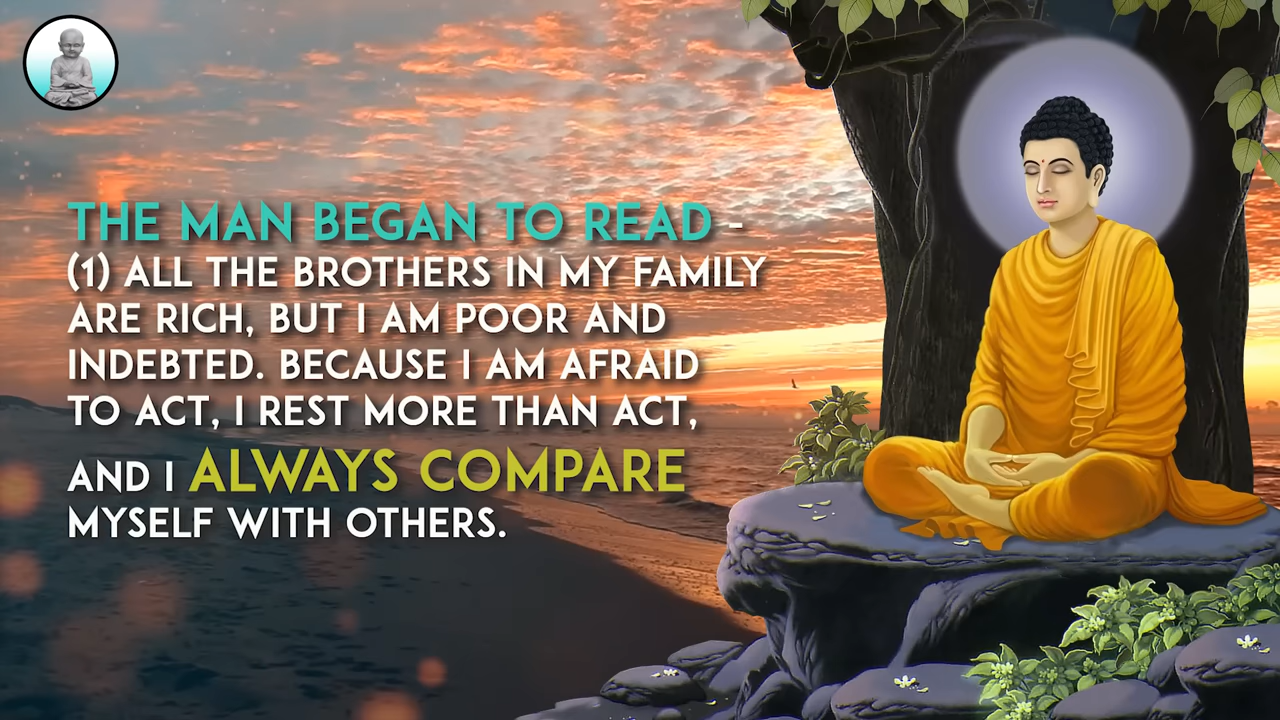 THE MAN BEGAN TO READ -
(1) ALL THE BROTHERS IN MY FAMILY
ARE RICH, BUT I AM POOR AND
INDEBTED. BECAUSE I AM AFRAID
TO ACT, I REST MORE THAN ACT,
AND I ALWAYS COMPARE
MYSELF WITH OTHERS.